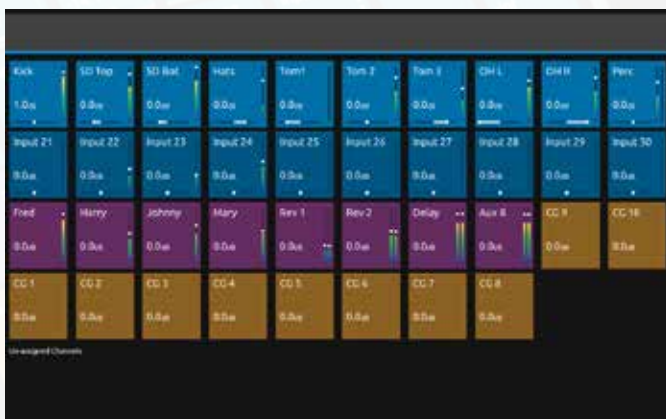 Kick SD Top SD Bot Hats Tom1 Tom 2 Tom 3 OH L OH R Perc
1.0dB 0.0dB 0.0dB 0.0dB 0.0dB 0.0dB 0.0dB 0.0dB 0.0dB 0.0dB
Input 21 Input 22 Input 23 Input 24 Input 25 Input 26 Input 27 Input 28 Input 29 Input 30
0.0dB 0.0dB 0.0dB 0.0dB 0.0dB 0.0dB 0.0dB 0.0dB 0.0dB 0.0dB
Fred Harry Johnny Mary Rev 1 Rev 2 Delay Aux 8 CG 9 CG 10
0.0dB 0.0dB 0.0dB 0.0dB 0.0dB 0.0dB 0.0dB 0.0dB 0.0dB 0.0dB
CG 1 CG 2 CG 3 CG 4 CG 5 CG 6 CG 7 CG 8
0.0dB 0.0dB 0.0dB 0.0dB 0.0dB 0.0dB 0.0dB 0.0dB
Un-assigned Channels